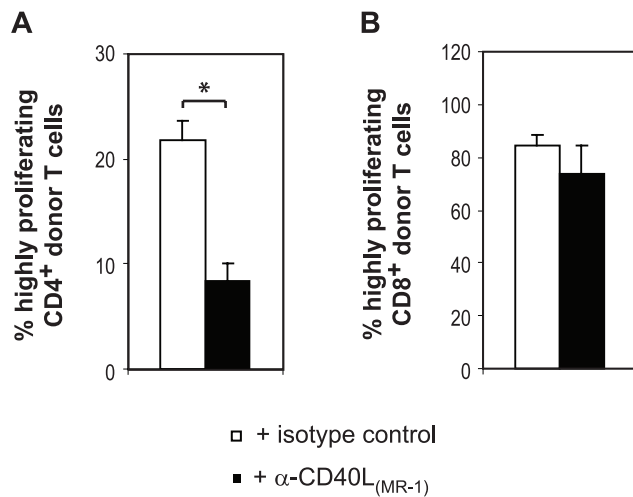 A
% highly proliferating
CD4+ donor T cells
30
20
10
0
*
B
% highly proliferating
CD8+ donor T cells
120
100
80
60
40
20
0
+ isotype control
+ α-CD40L(MR-1)